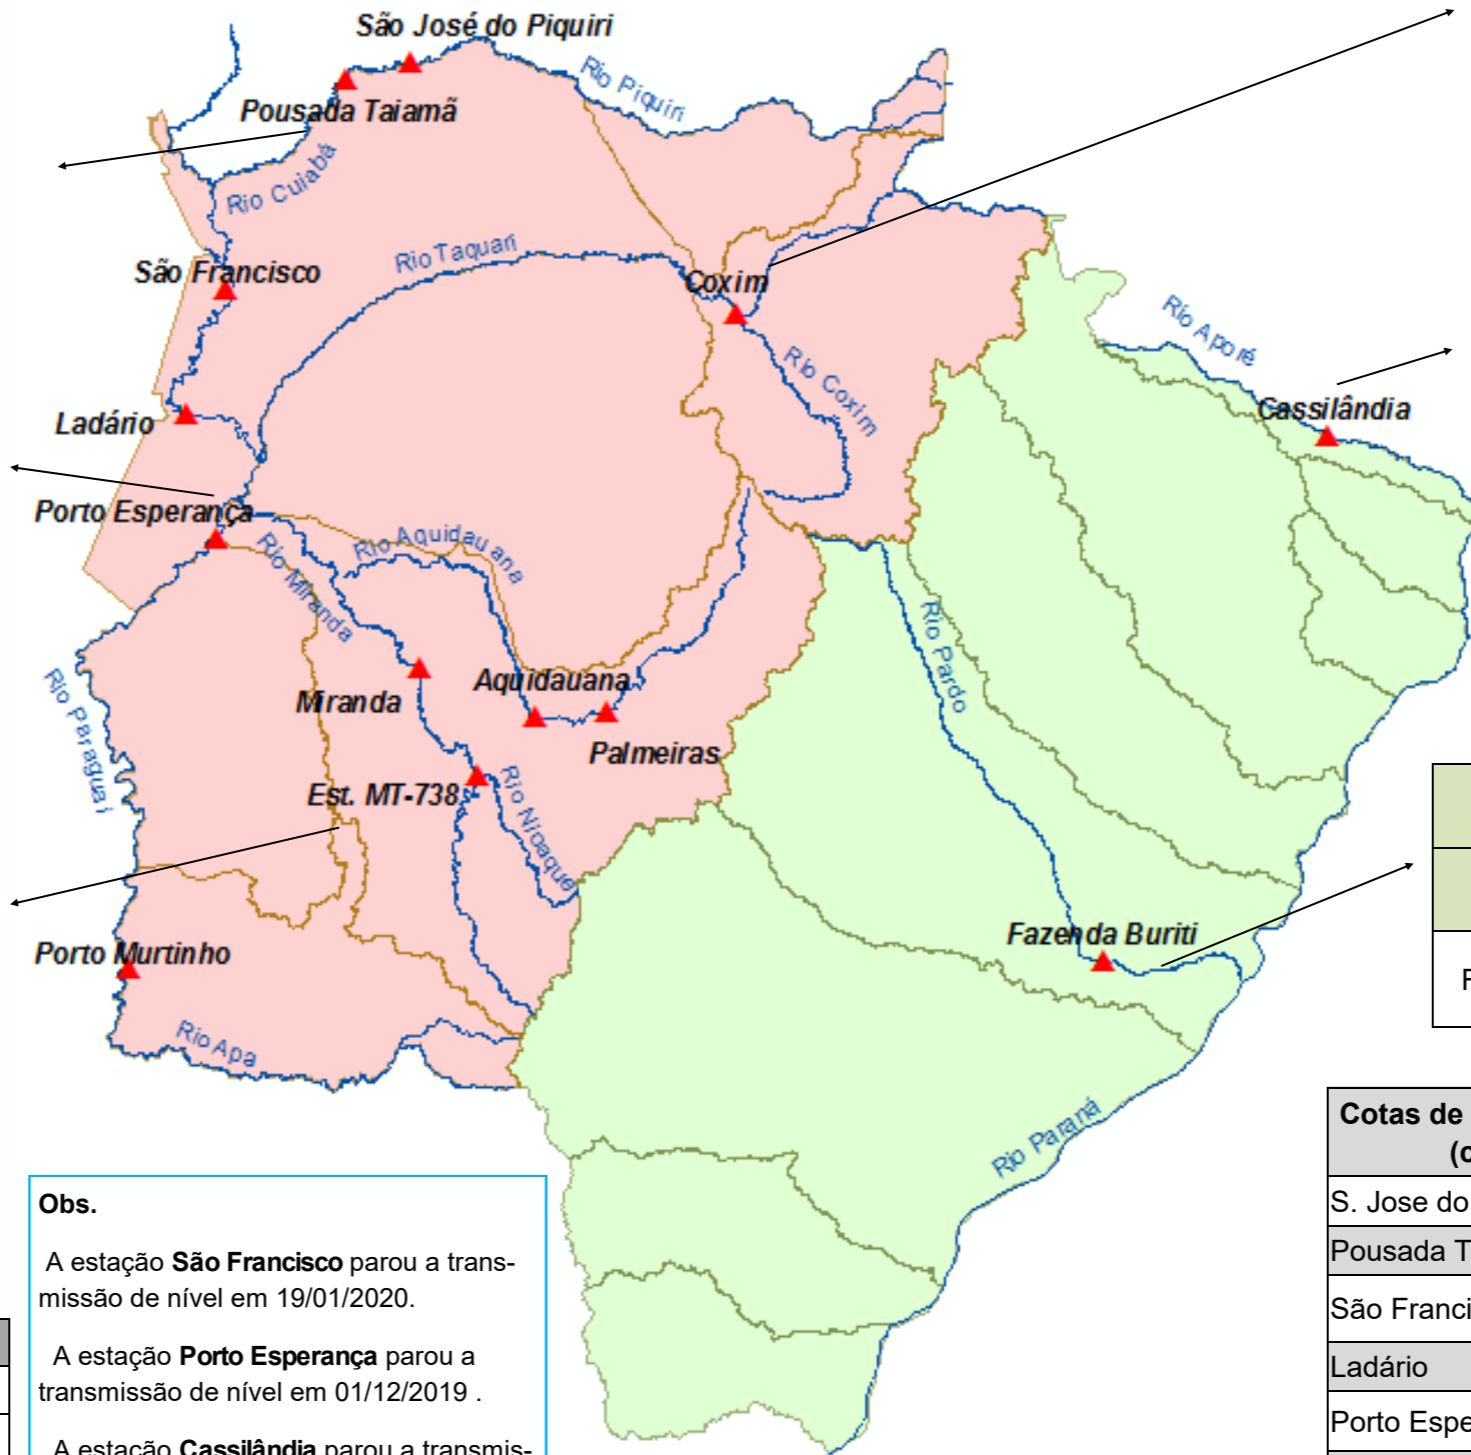 São José do Piquiri
Rio Piquiri
Pousada Taiamã
Rio Cuiabá
Rio Taquari
São Francisco
Coxim
Rio Aporé
Rio Coxim
Cassilândia
Ladário
Porto Esperança
Rio Aquidauana
Rio Miranda
Rio Pardo
Rio Paraguai
Aquidauana
Miranda
Palmeiras
Est. MT-738
Rio Nioaque
Fazenda Buriti
Porto Murtinho
F
Rio Apa
Rio Paraná
Cotas de
(c
S. Jose do
Pousada T
São Franci
Ladário
Porto Espe
Obs.
A estação São Francisco parou a trans-
missão de nível em 19/01/2020.
A estação Porto Esperança parou a
transmissão de nível em 01/12/2019 .
A estação Cassilândia parou a transmis-